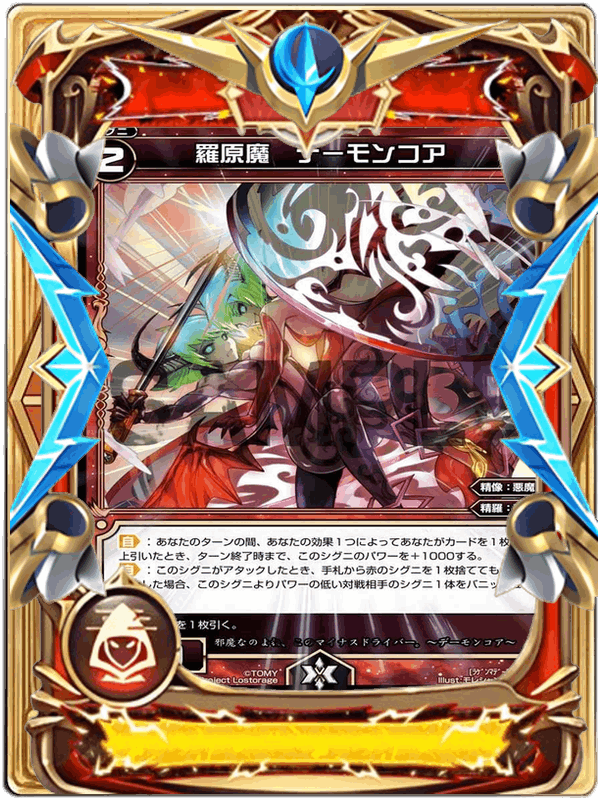 2
羅原魔 デーモンコア
精像:悪魔
精羅:
自:あなたのターンの間、あなたの効果1つによってあなたがカードを1枚
上引いたとき、ターン終了時まで、このシグニのパワーを+1000する。
自:このシグニがアタックしたとき、手札から赤のシグニを1枚捨てても
した場合、このシグニよりパワーの低い対戦相手のシグニ1体をバニッ
を1枚引く。
邪魔なのよね、このマイナスドライバー。~デーモンコア~
©TOMY
Project Lostorage
Illust モレシ